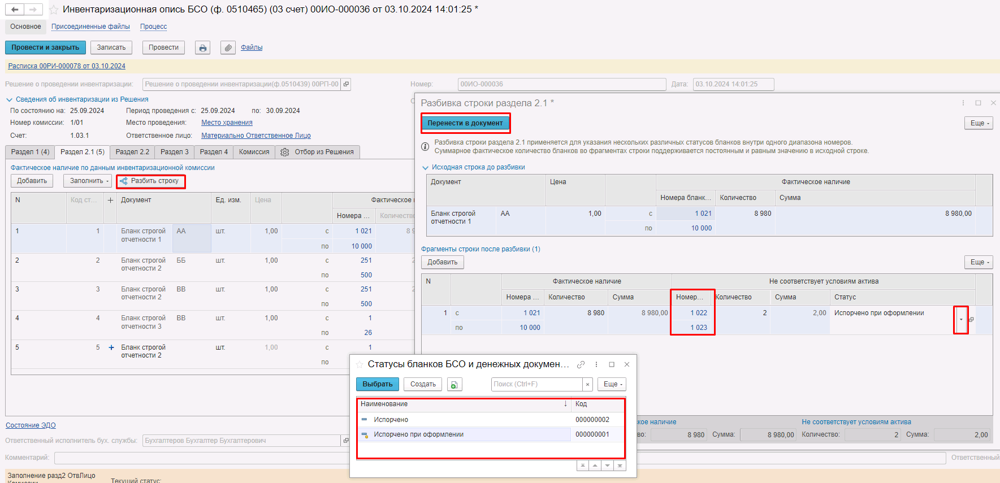 Инвентаризационная опись БСО (ф. 0510465) (03 счет) 00ИО-000036 от 03.10.2024 14:01:25 *
Основное Присоединенные файлы Процесс
Провести и закрыть Записать Провести Файлы
Расписка 00РИ-000078 от 03.10.2024
Решение о проведении инвентаризации: Решение о проведении инвентаризации(ф.0510439) 00РП-00 Номер: 00ИО-000036 Дата: 03.10.2024 14:01:25
Сведения об инвентаризации из Решения
По состоянию на: 25.09.2024 Период проведения с: 25.09.2024 по: 30.09.2024
Номер комиссии: 1/01 Место проведения: Место хранения
Счет: 1.03.1 Ответственное лицо: Материально Ответственное Лицо
Раздел 1 (4) Раздел 2.1 (5) Раздел 2.2 Раздел 3 Раздел 4 Комиссия Отбор из Решения
Фактическое наличие по данным инвентаризационной комиссии
Добавить Заполнить Разбить строку
N Код ст... + Документ Ед. изм. Цена Фактическое
Номера ... Количество
1 1 Бланк строгой АА шт. 1,00 с 1 021
отчетности 1 по 10 000
2 2 Бланк строгой ББ шт. 1,00 с 251
отчетности 2
по 500
3 3 Бланк строгой ВВ шт. 1,00 с 251
отчетности 2
по 500
4 4 Бланк строгой ВВ шт. 1,00 с 1
отчетности 3
по 26
5 5 + Бланк строгой шт. 1,00 с 1
отчетности 2
по
Состояние ЭДО
Ответственный исполнитель бух. службы: Бухгалтеров Бухгалтер Бухгалтерович
Комментарий: Ответственный
Заполнение разд2 ОтвЛицо
Текущий статус:
Разбивка строки раздела 2.1 *
Перенести в документ Еще
Разбивка строки раздела 2.1 применяется для указания нескольких различных статусов бланков внутри одного диапазона номеров.
Суммарное фактическое количество бланков во фрагментах строки поддерживается постоянным и равным значению в исходной строке.
Исходная строка до разбивки
Документ Цена Фактическое наличие
Номера бланк... Количество Сумма
Бланк строгой АА 1,00 с 1 021 8 980 8 980,00
отчетности 1
по 10 000
Фрагменты строки после разбивки (1)
Добавить Еще
N Фактическое наличие Не соответствует условиям актива
Номера ... Количество Сумма Номер... Количество Сумма Статус
1 с 1 021 8 980 8 980,00 1 022 2 2,00 Испорчено при оформлении
по 10 000 1 023
наличие Не соответствует условиям актива
8 980 Сумма: 8 980,00 Количество: 2 Сумма: 2,00
Статусы бланков БСО и денежных докумен...
Выбрать Создать Поиск (Ctrl+F) × Еще
Наименование ↓ Код
Испорчено 000000002
Испорчено при оформлении 000000001